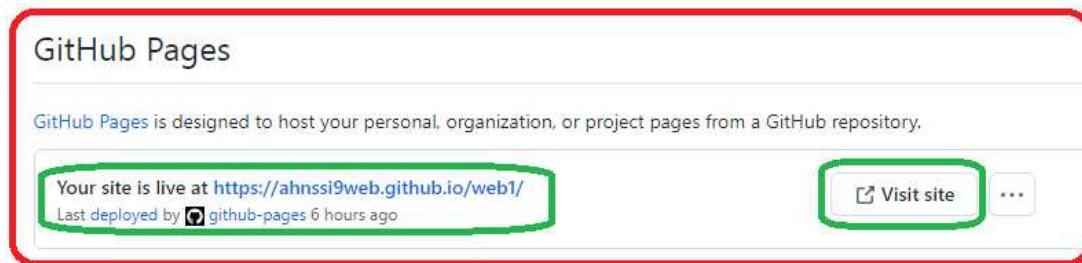 GitHub Pages
GitHub Pages is designed to host your personal, organization, or project pages from a GitHub repository.
Your site is live at https://ahnssi9web.github.io/web1/
Last deployed by github-pages 6 hours ago
Visit site